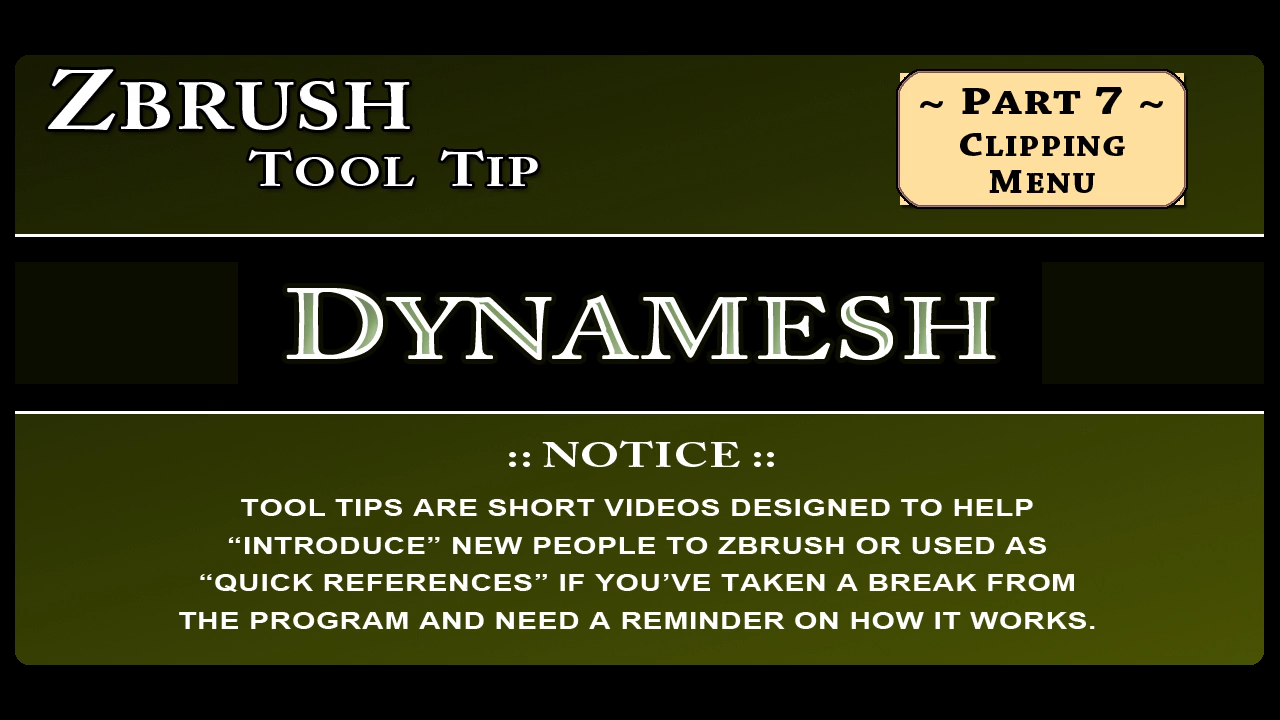 ZBRUSH
TOOL TIP
~ PART 7 ~
CLIPPING
MENU
DYNAMESH
:: NOTICE ::
TOOL TIPS ARE SHORT VIDEOS DESIGNED TO HELP
“INTRODUCE” NEW PEOPLE TO ZBRUSH OR USED AS
“QUICK REFERENCES” IF YOU’VE TAKEN A BREAK FROM
THE PROGRAM AND NEED A REMINDER ON HOW IT WORKS.